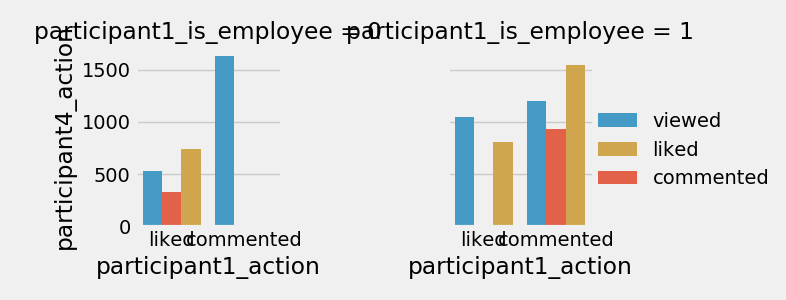 participant1_is_employee = 0
participant1_is_employee = 1
participant4_action
1500
1000
500
0
liked
commented
liked
commented
participant1_action
participant1_action
viewed
liked
commented